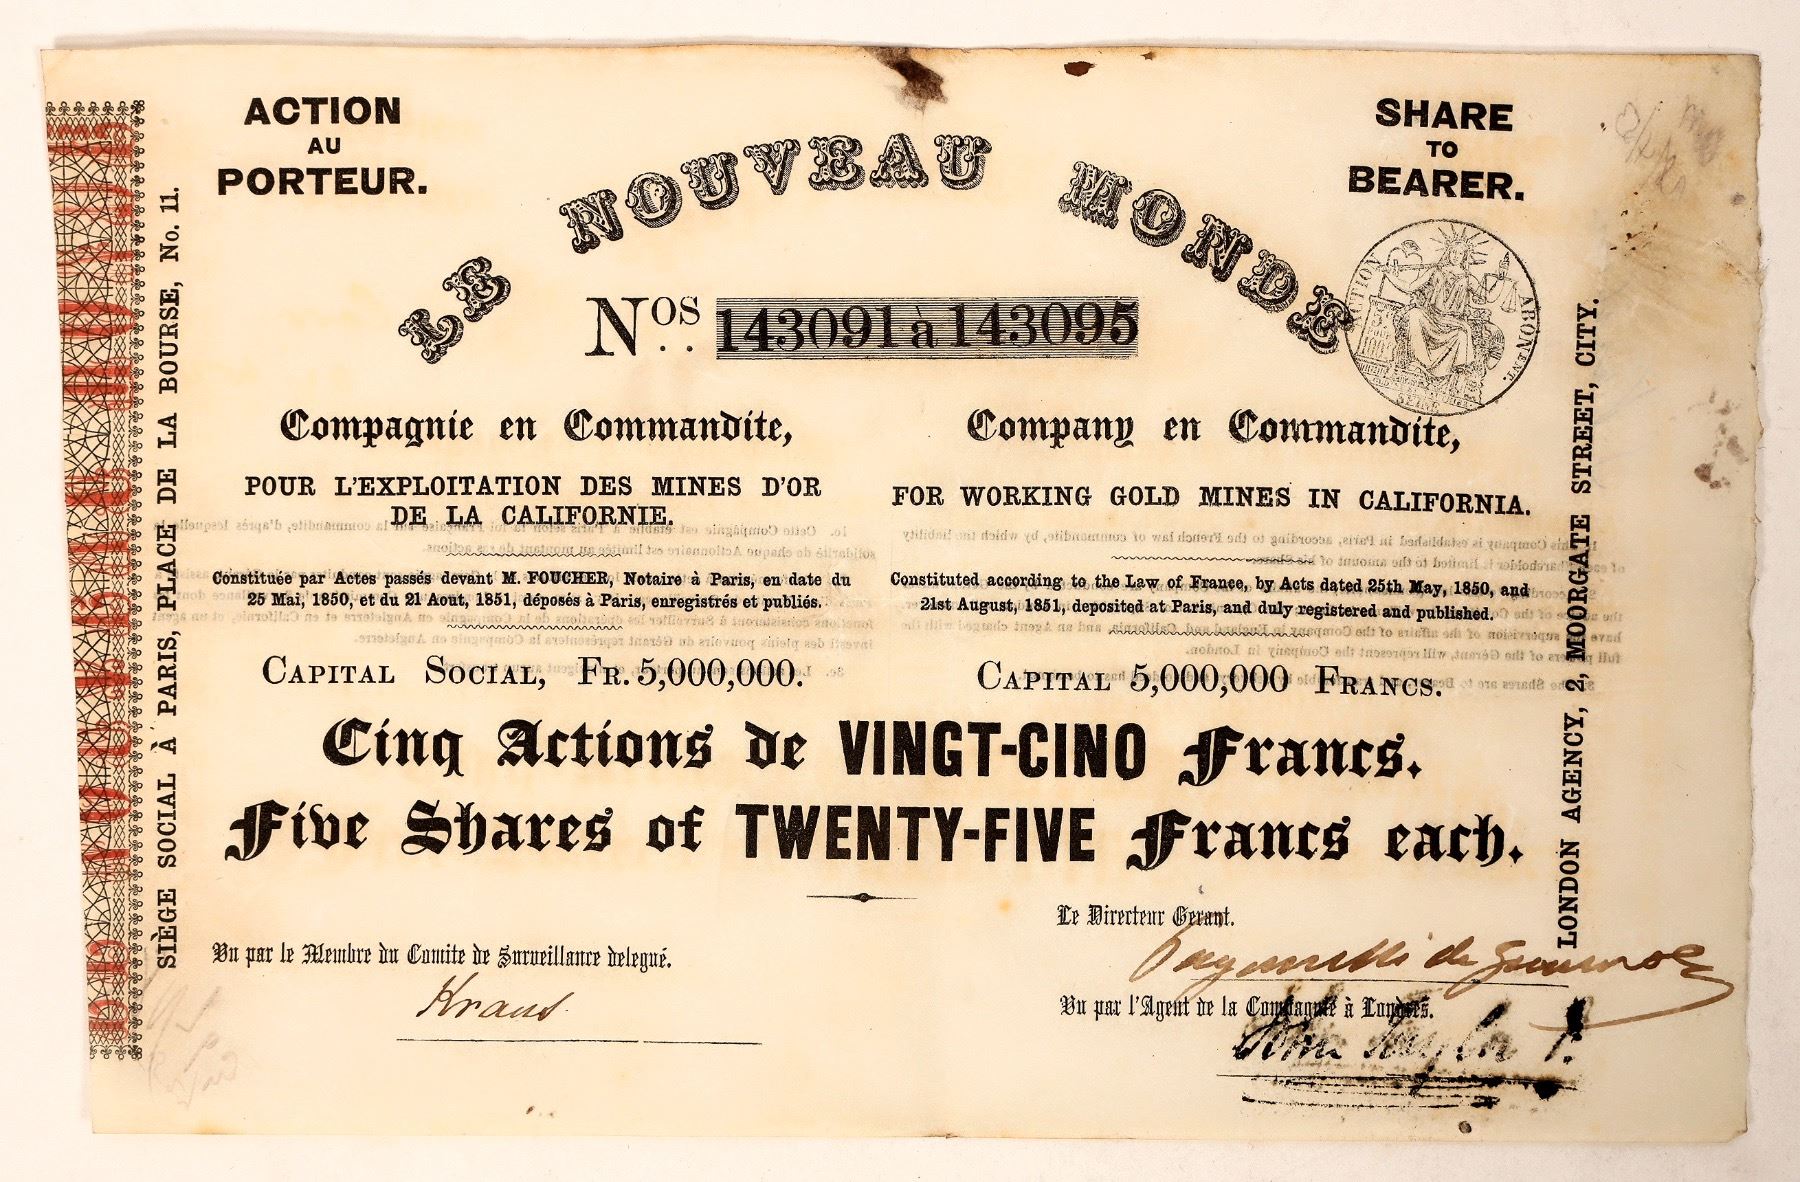 ACTION
AU
PORTEUR.
SHARE
TO
BEARER.
LE NOUVEAU MONDE
Nos 143091 à 143095
ACTION ABONENT.
SEINE
Compagnie en Commandite,
POUR L'EXPLOITATION DES MINES D'OR
DE LA CALIFORNIE.
Constituée par Actes passés devant M. FOUCHER, Notaire à Paris, en date du
25 Mai, 1850, et du 21 Aout, 1851, déposés à Paris, enregistrés et publiés.
CAPITAL SOCIAL, FR. 5,000,000.
Company en Commandite,
FOR WORKING GOLD MINES IN CALIFORNIA.
Constituted according to the Law of France, by Acts dated 25th May, 1850, and
21st August, 1851, deposited at Paris, and duly registered and published.
CAPITAL 5,000,000 FRANCS.
Cinq Actions de VINGT-CINQ Francs.
Five Shares of TWENTY-FIVE Francs each.
Vu par le Membre du Comite de Surveillance delegué.
Kraus
Le Directeur Gerant.
Vu par l'Agent de la Compagnie à Londres.
SIÈGE SOCIAL À PARIS, PLACE DE LA BOURSE, No. 11.
LONDON AGENCY, 2, MOORGATE STREET, CITY.